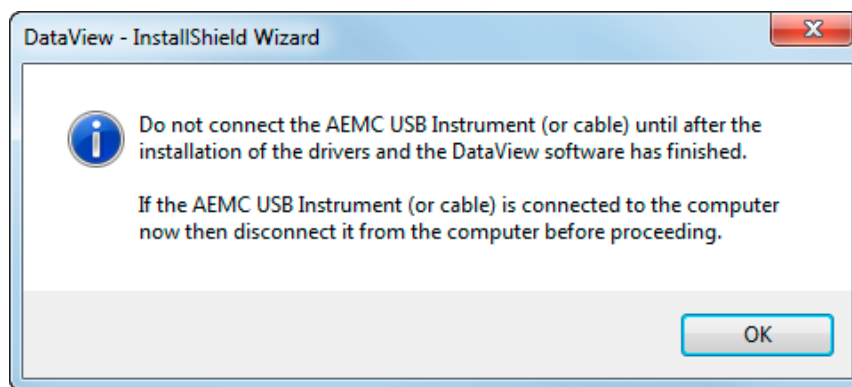 DataView - InstallShield Wizard
Do not connect the AEMC USB Instrument (or cable) until after the
installation of the drivers and the DataView software has finished.
If the AEMC USB Instrument (or cable) is connected to the computer
now then disconnect it from the computer before proceeding.
OK